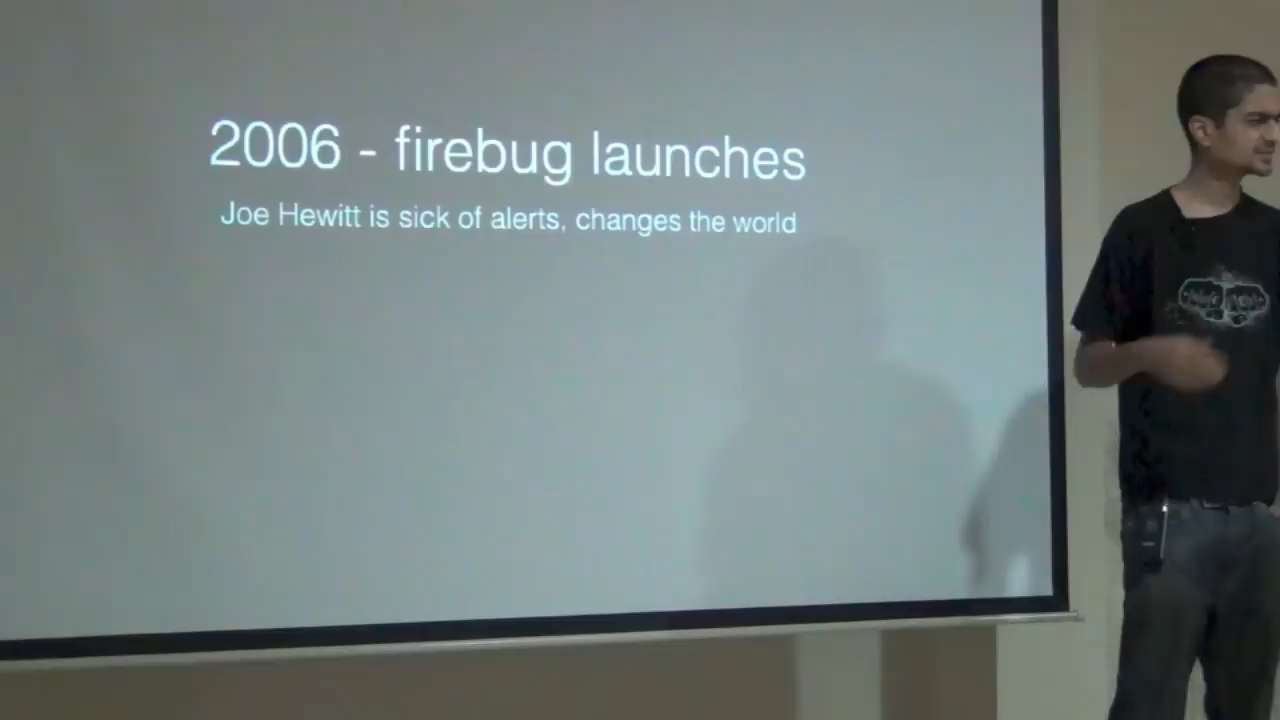 2006 - firebug launches
Joe Hewitt is sick of alerts, changes the world